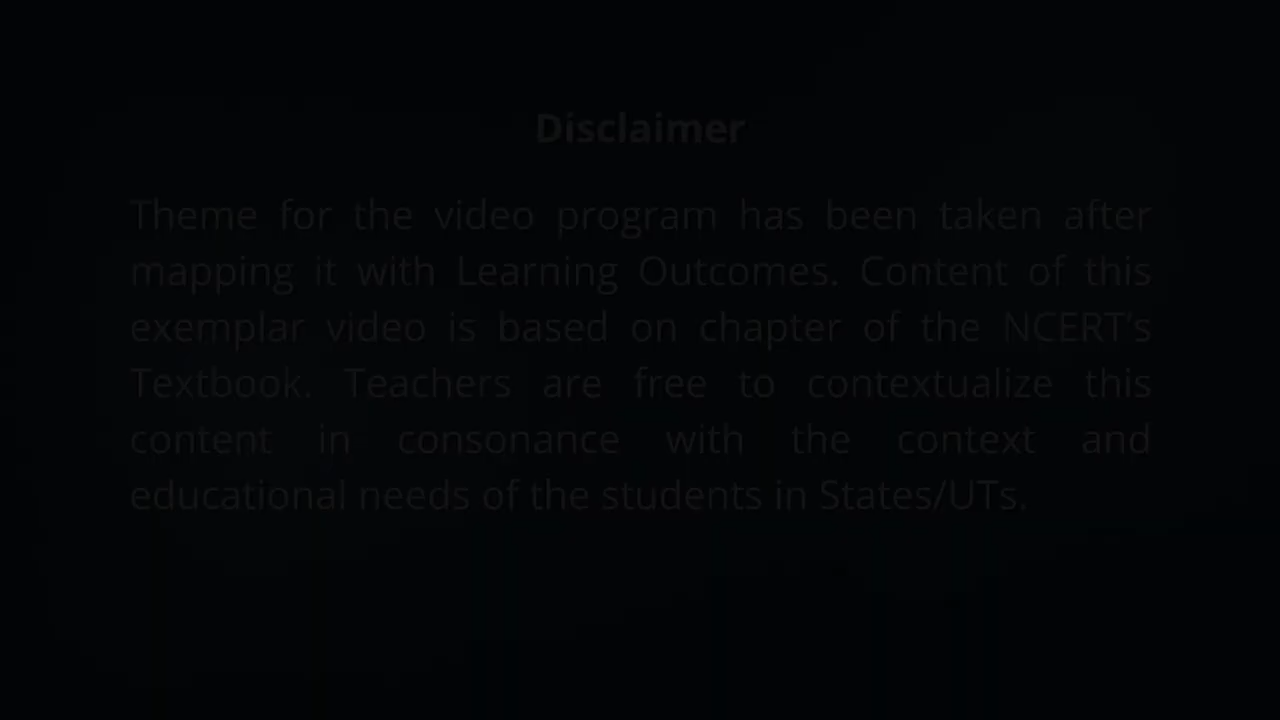 Disclaimer
Theme for the video program has been taken after
mapping it with Learning Outcomes. Content of this
exemplar video is based on chapter of the NCERT's
Textbook. Teachers are free to contextualize this
content in consonance with the context and
educational needs of the students in States/UTs.